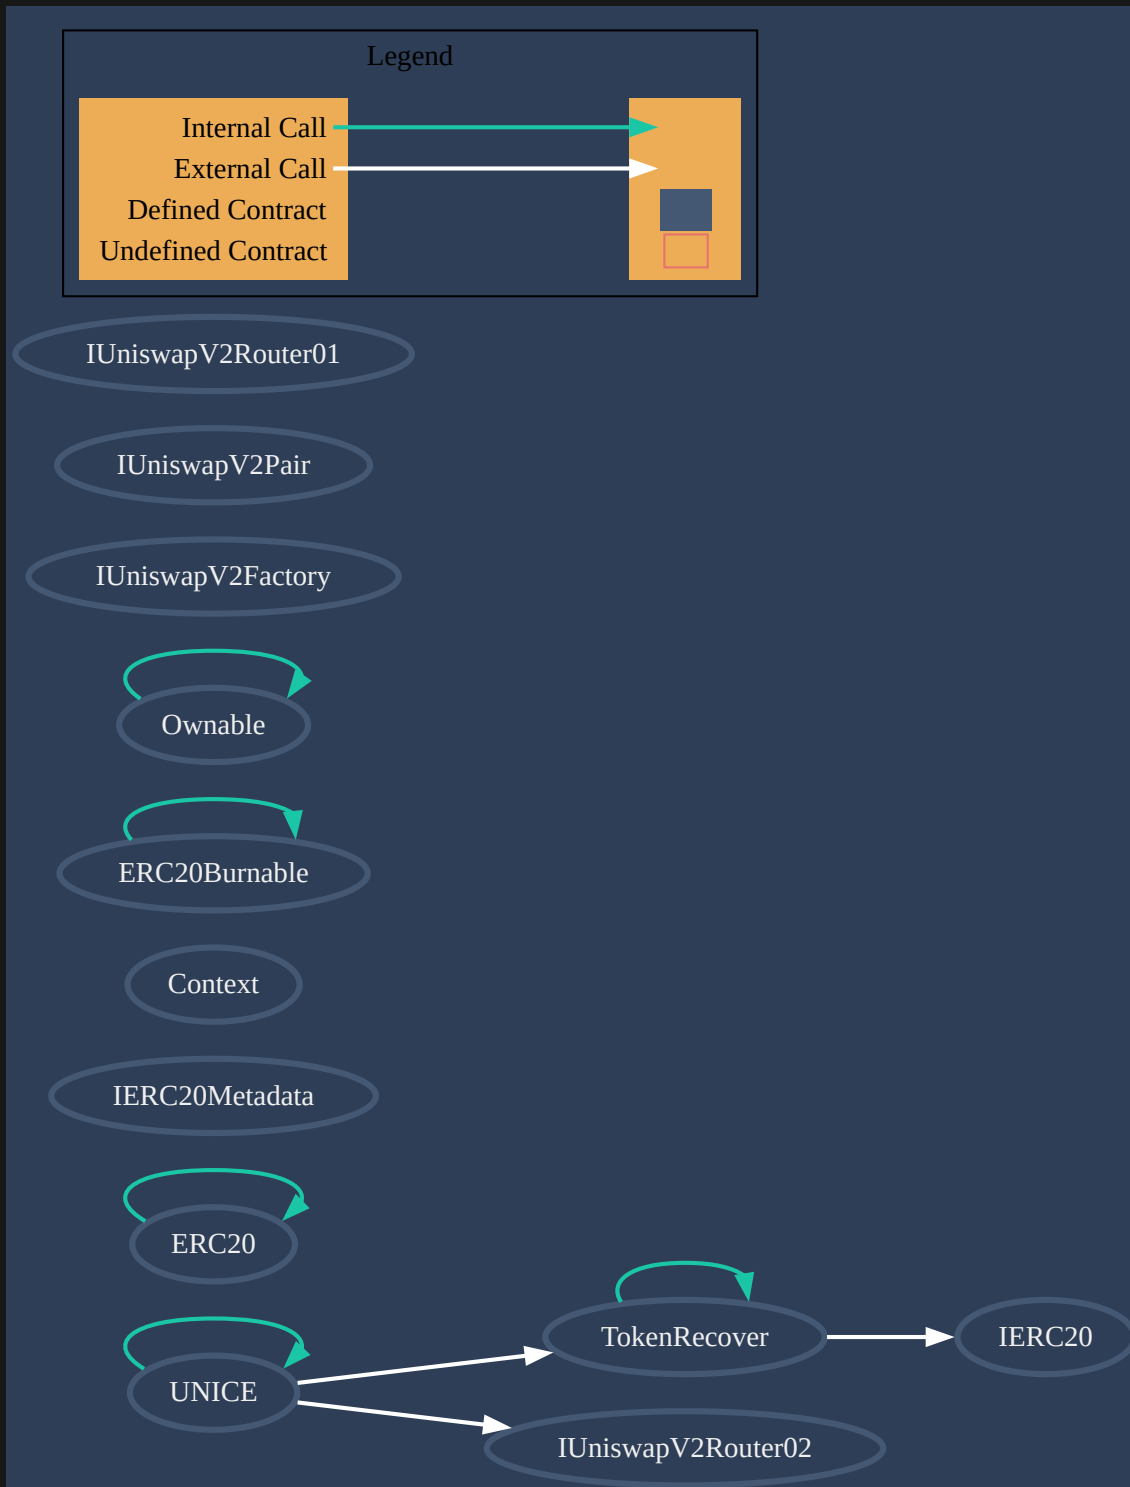 Legend
Internal Call
External Call
Defined Contract
Undefined Contract
IUniswapV2Router01
IUniswapV2Pair
IUniswapV2Factory
Ownable
ERC20Burnable
Context
IERC20Metadata
ERC20
TokenRecover
IERC20
UNICE
IUniswapV2Router02